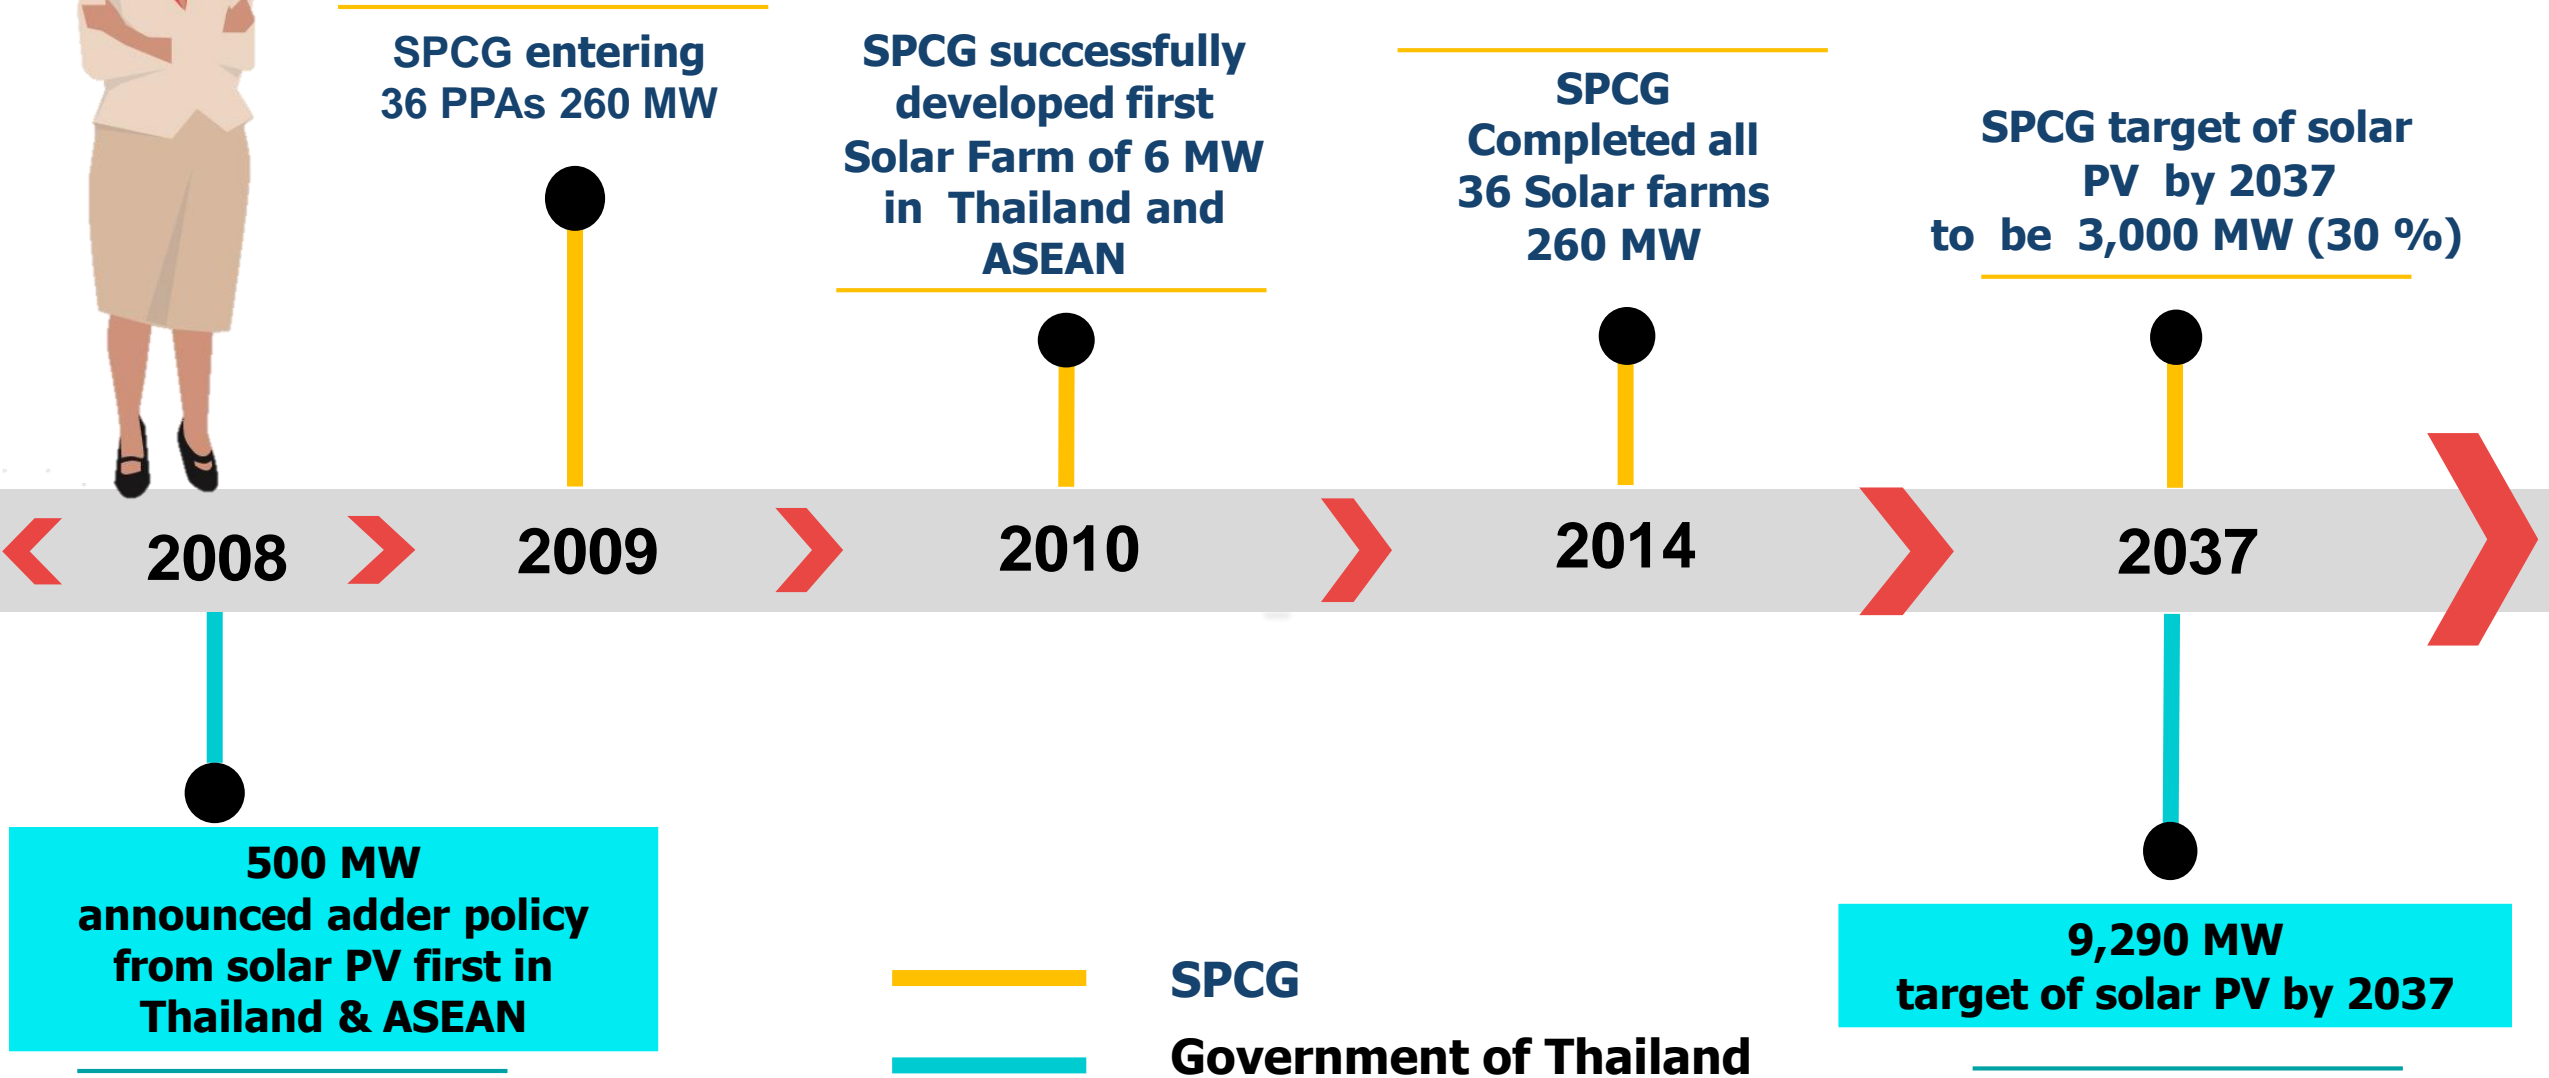 SPCG entering
36 PPAs 260 MW
SPCG successfully
developed first
Solar Farm of 6 MW
in Thailand and
ASEAN
SPCG
Completed all
36 Solar farms
260 MW
SPCG target of solar
PV by 2037
to be 3,000 MW (30 %)
2008
2009
2010
2014
2037
500 MW
announced adder policy
from solar PV first in
Thailand & ASEAN
SPCG
Government of Thailand
9,290 MW
target of solar PV by 2037